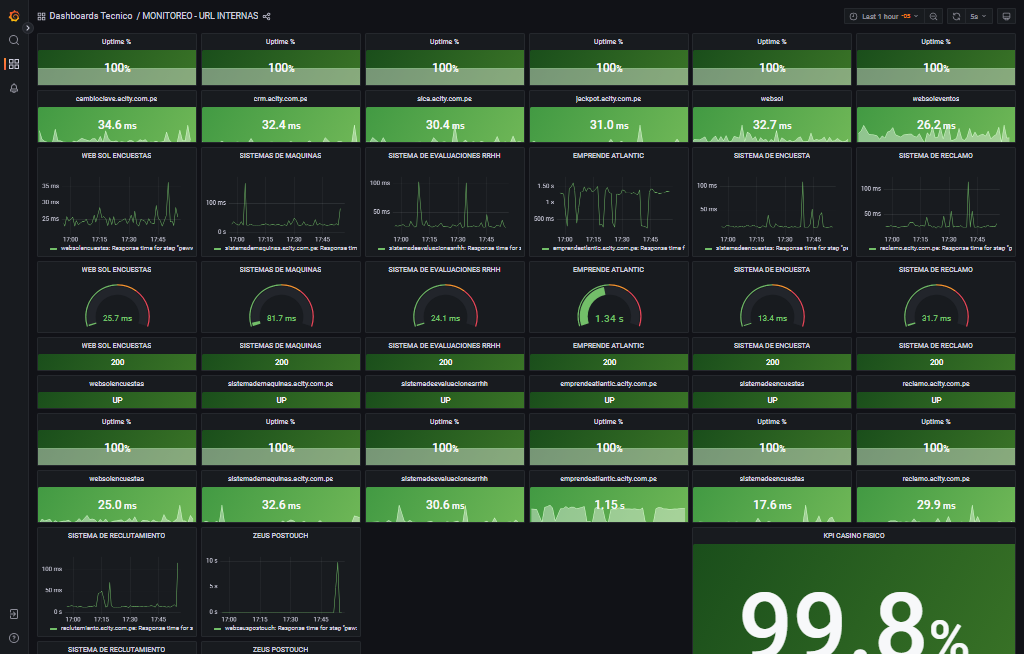 Dashboards Tecnico / MONITOREO - URL INTERNAS
Last 1 hour -05
5s
Uptime % Uptime % Uptime % Uptime % Uptime % Uptime %
100% 100% 100% 100% 100% 100%
cambioclave.acity.com.pe crm.acity.com.pe sica.acity.com.pe jackpot.acity.com.pe websol websoleventos
34.6 ms 32.4 ms 30.4 ms 31.0 ms 32.7 ms 26.2 ms
WEB SOL ENCUESTAS SISTEMAS DE MAQUINAS SISTEMA DE EVALUACIONES RRHH EMPRENDE ATLANTIC SISTEMA DE ENCUESTA SISTEMA DE RECLAMO
35 ms 30 ms 25 ms
100 ms 0 s
100 ms 50 ms
1.50 s 1 s 500 ms
100 ms 50 ms
100 ms 50 ms
17:00 17:15 17:30 17:45 17:00 17:15 17:30 17:45 17:00 17:15 17:30 17:45 17:00 17:15 17:30 17:45 17:00 17:15 17:30 17:45 17:00 17:15 17:30 17:45
websolencuestas: Response time for step "pevw
sistemasdemaquinas.acity.com.pe: Response tim
sistemadeevaluacionesrrhh: Response time for s
emprendeatlantic.acity.com.pe: Response time f
sistemadeencuestas: Response time for step "pe
reclamo.acity.com.pe: Response time for step "p
WEB SOL ENCUESTAS SISTEMAS DE MAQUINAS SISTEMA DE EVALUACIONES RRHH EMPRENDE ATLANTIC SISTEMA DE ENCUESTA SISTEMA DE RECLAMO
25.7 ms 81.7 ms 24.1 ms 1.34 s 13.4 ms 31.7 ms
WEB SOL ENCUESTAS SISTEMAS DE MAQUINAS SISTEMA DE EVALUACIONES RRHH EMPRENDE ATLANTIC SISTEMA DE ENCUESTA SISTEMA DE RECLAMO
200 200 200 200 200 200
websolencuestas sistemasdemaquinas.acity.com.pe sistemadeevaluacionesrrhh emprendeatlantic.acity.com.pe sistemadeencuestas reclamo.acity.com.pe
UP UP UP UP UP UP
Uptime % Uptime % Uptime % Uptime % Uptime % Uptime %
100% 100% 100% 100% 100% 100%
websolencuestas sistemasdemaquinas.acity.com.pe sistemadeevaluacionesrrhh emprendeatlantic.acity.com.pe sistemadeencuestas reclamo.acity.com.pe
25.0 ms 32.6 ms 30.6 ms 1.15 s 17.6 ms 29.9 ms
SISTEMA DE RECLUTAMIENTO ZEUS POSTOUCH KPI CASINO FISICO
100 ms 50 ms 0 s
10 s 5 s 0 s
17:00 17:15 17:30 17:45 17:00 17:15 17:30 17:45
reclutamiento.acity.com.pe: Response time for s
webzeuspostouch: Response time for step "pevw
99.8%
SISTEMA DE RECLUTAMIENTO ZEUS POSTOUCH